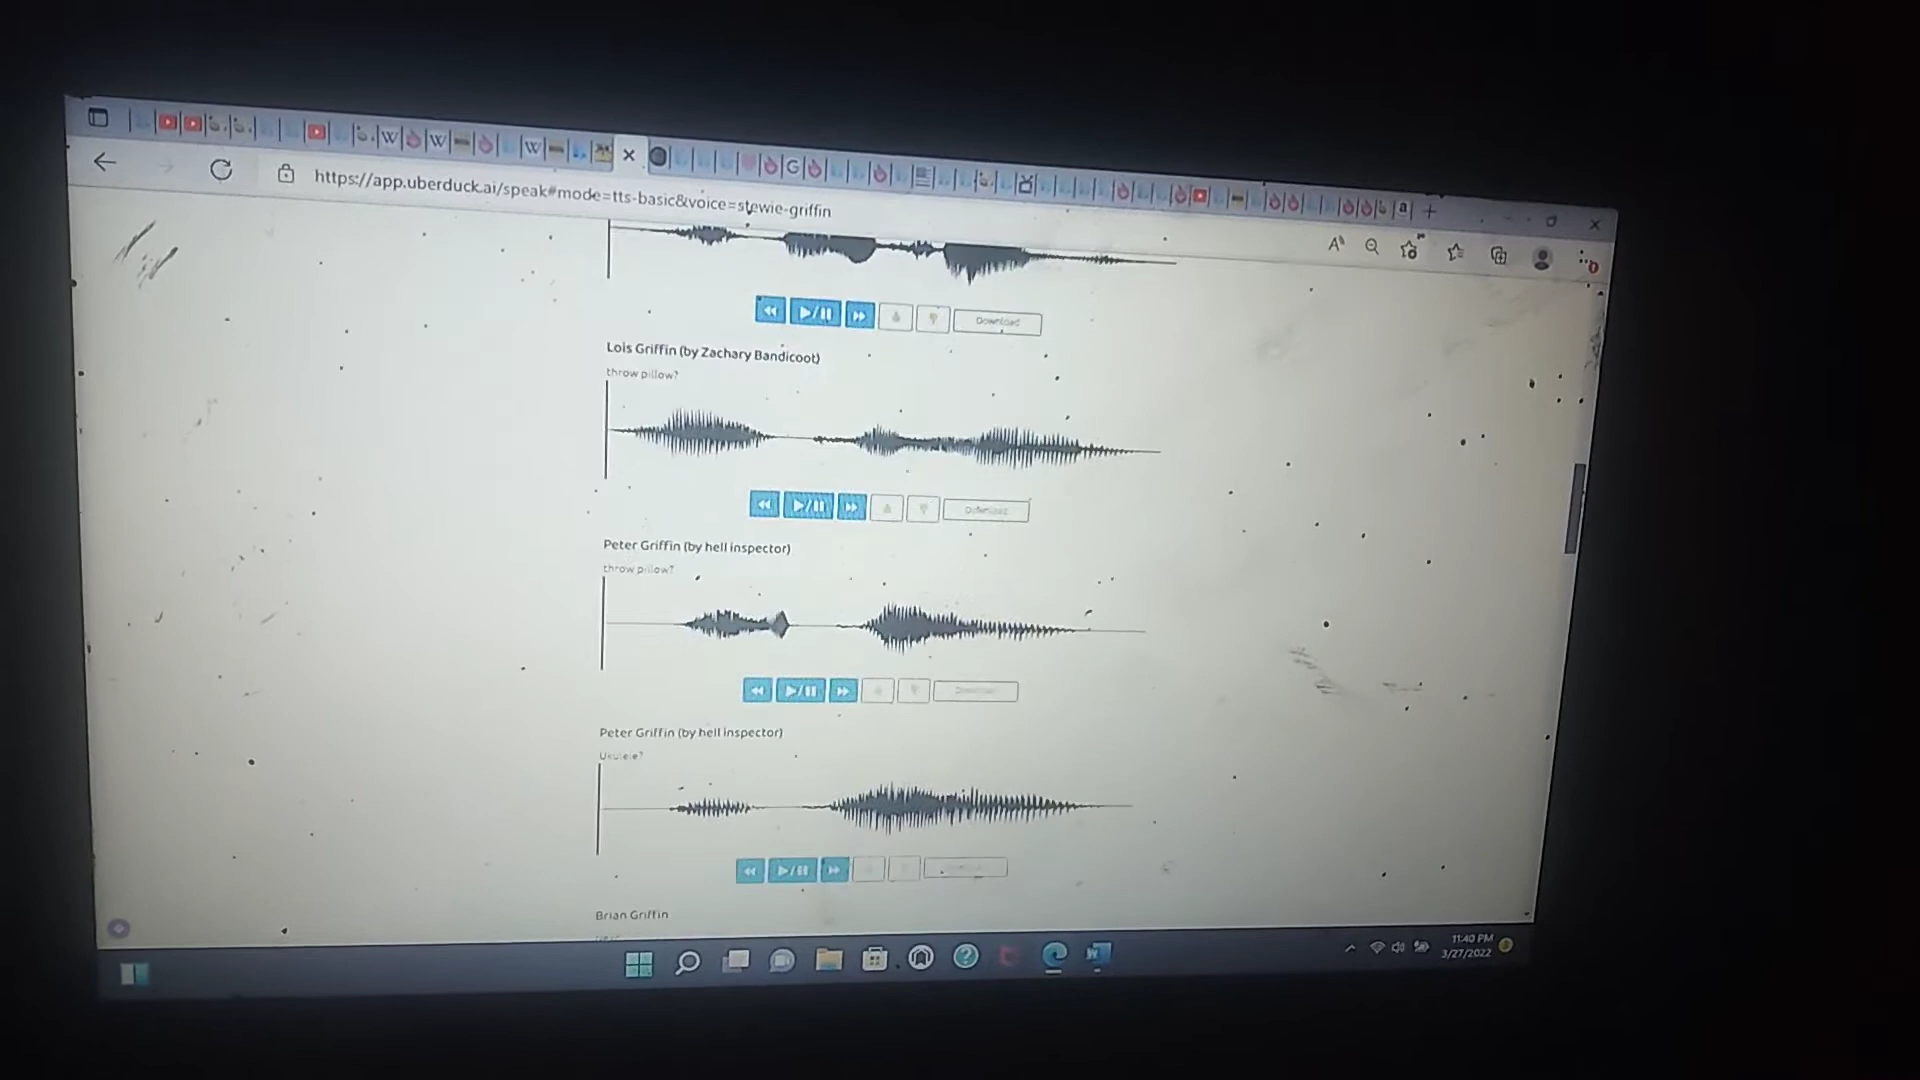 https://app.uberduck.ai/speak#mode=tts-basic&voice=stewie-griffin
Download
Lois Griffin (by Zachary Bandicoot)
throw pillow?
Download
Peter Griffin (by hell inspector)
throw pillow?
Download
Peter Griffin (by hell inspector)
Ukulele?
Brian Griffin
11:40 PM
3/27/2022